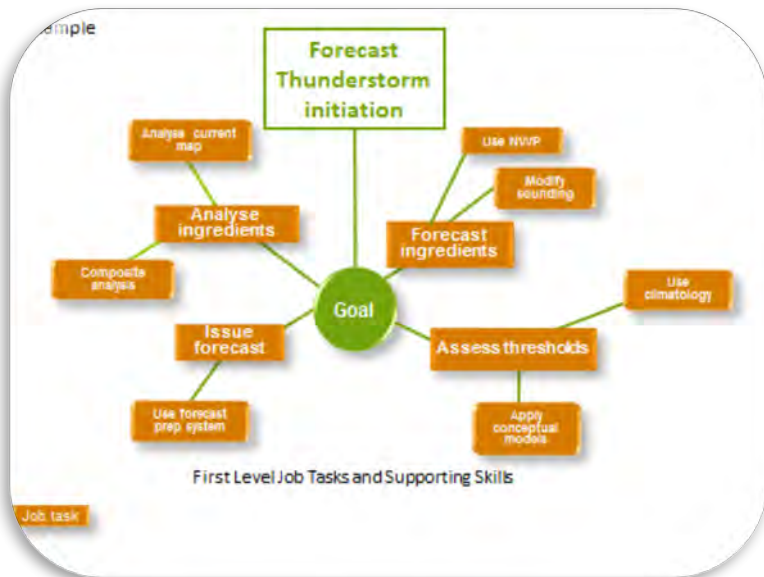 ample
Forecast
Thunderstorm
initiation
Analyse current
map
Use NWP
Modify
sounding
Analyse
ingredients
Forecast
ingredients
Composite
analysis
Use
climatology
Goal
Issue
forecast
Assess thresholds
Use forecast
prep system
Apply
conceptual
models
First Level Job Tasks and Supporting Skills
Job task